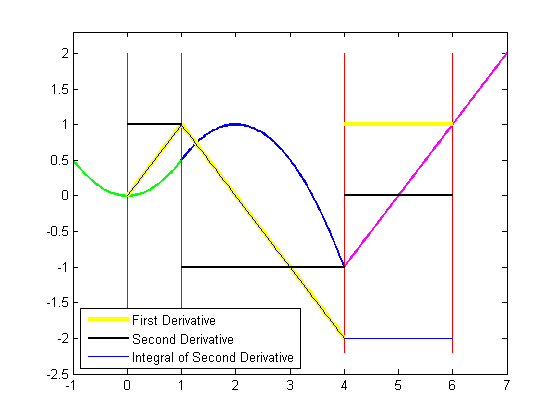 2
1.5
1
0.5
0
-0.5
-1
-1.5
-2
-2.5
First Derivative
Second Derivative
Integral of Second Derivative
-1 0 1 2 3 4 5 6 7